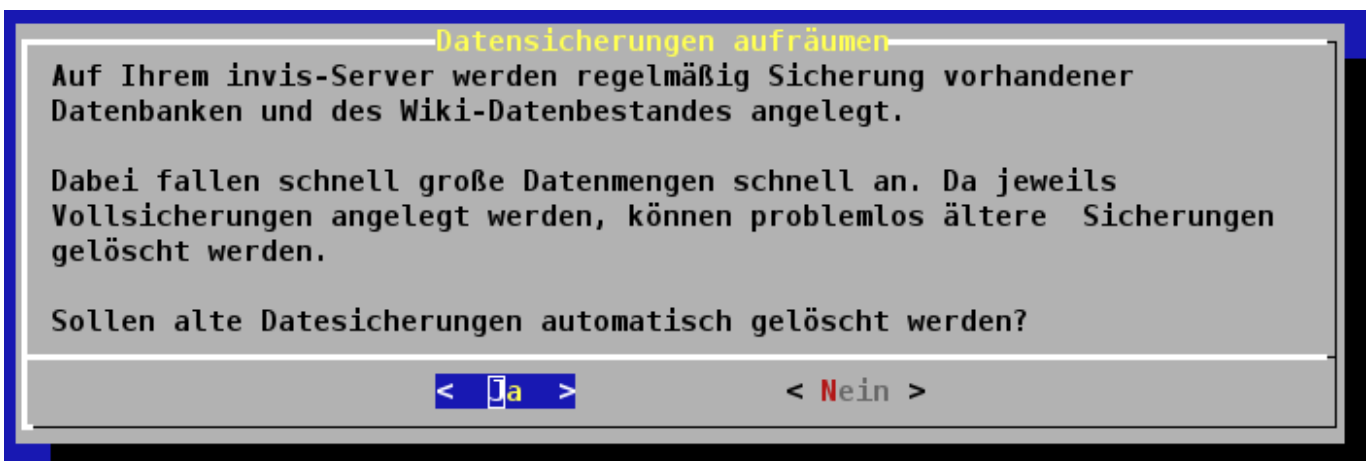 Datensicherungen aufräumen
Auf Ihrem invis-Server werden regelmäßig Sicherung vorhandener
Datenbanken und des Wiki-Datenbestandes angelegt.
Dabei fallen schnell große Datenmengen schnell an. Da jeweils
Vollsicherungen angelegt werden, können problemlos ältere  Sicherungen
gelöscht werden.
Sollen alte Datesicherungen automatisch gelöscht werden?
<  Ja  > < Nein >